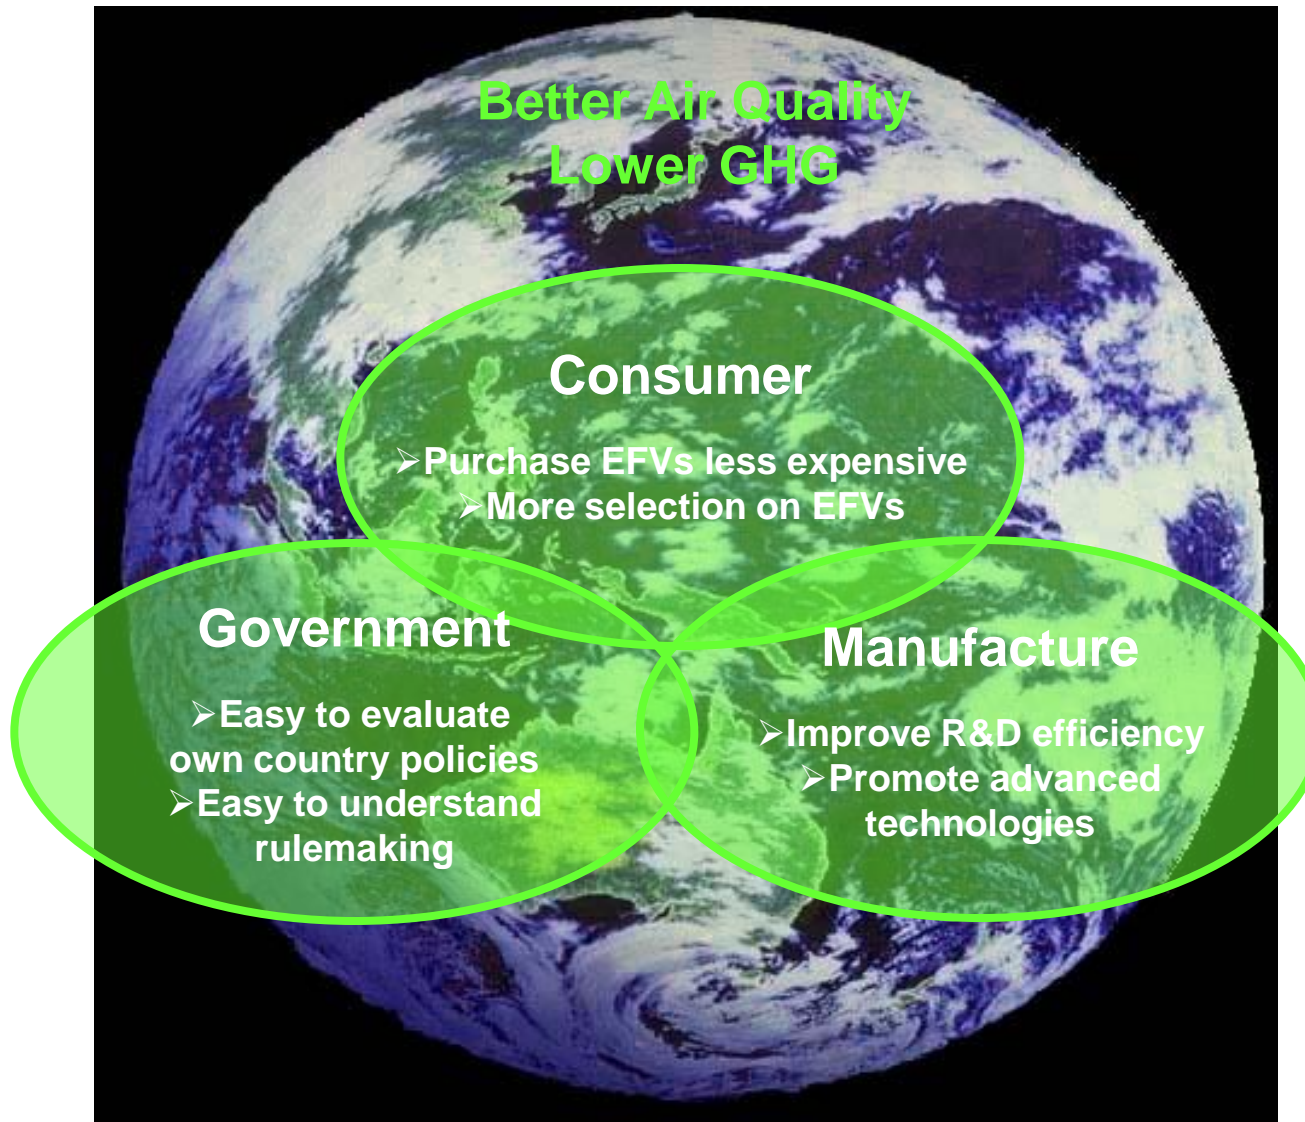 Better Air Quality
Lower GHG
Consumer
➢Purchase EFVs less expensive
➢More selection on EFVs
Government
➢Easy to evaluate
own country policies
➢Easy to understand
rulemaking
Manufacture
➢Improve R&D efficiency
➢Promote advanced
technologies